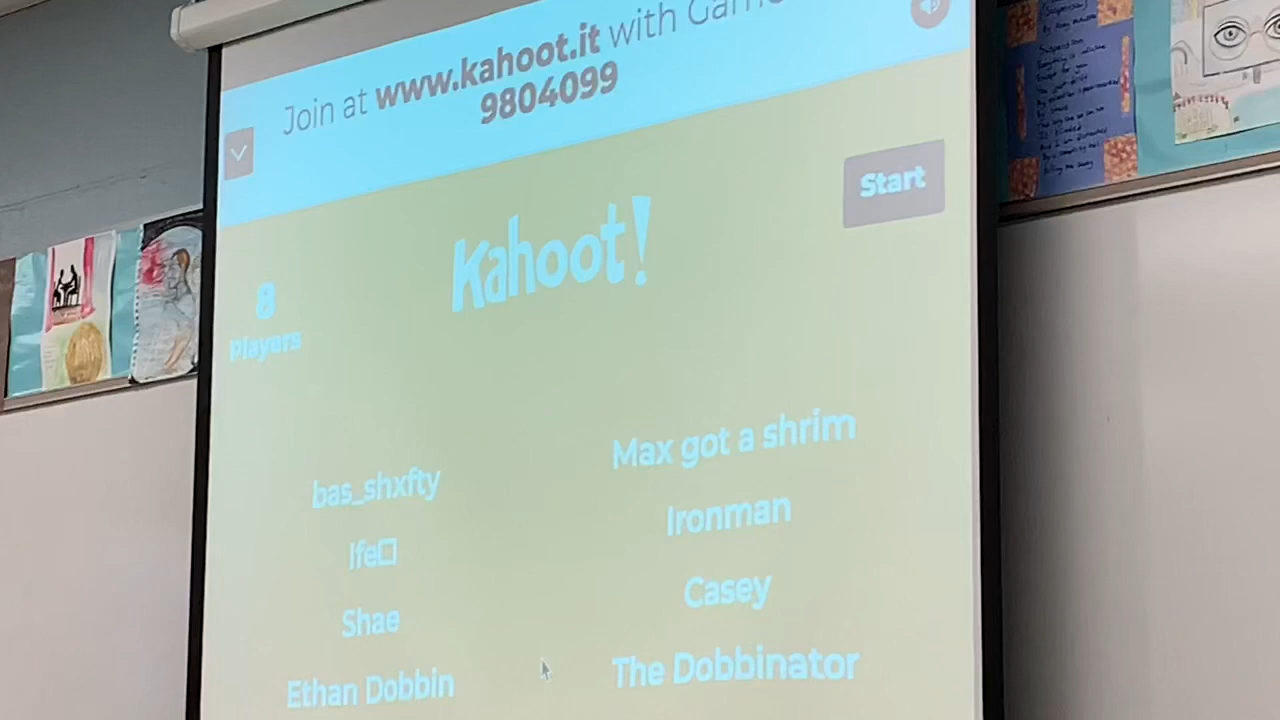 Join at www.kahoot.it with Game
9804099
Start
Kahoot!
8
Players
Max got a shrim
bas_shxfty
Ironman
Ife□
Casey
Shae
The Dobbinator
Ethan Dobbin